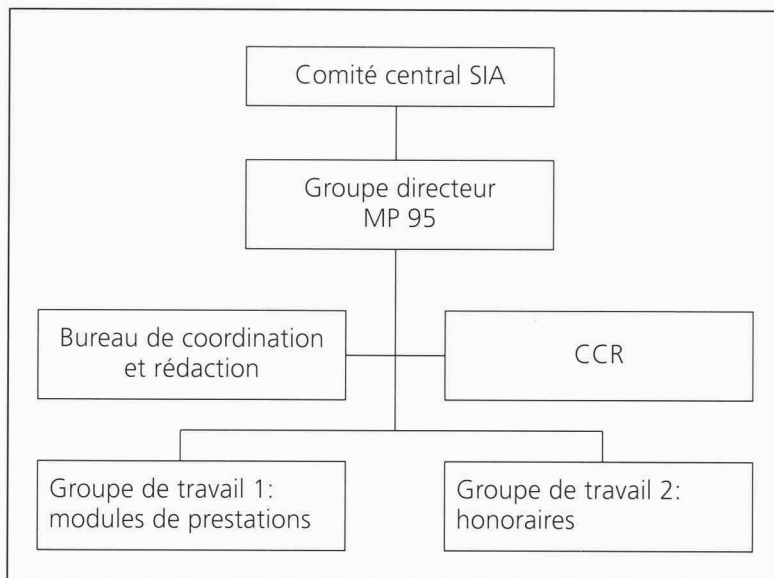 Comité central SIA
Groupe directeur
MP 95
Bureau de coordination
et rédaction
CCR
Groupe de travail 1:
modules de prestations
Groupe de travail 2:
honoraires